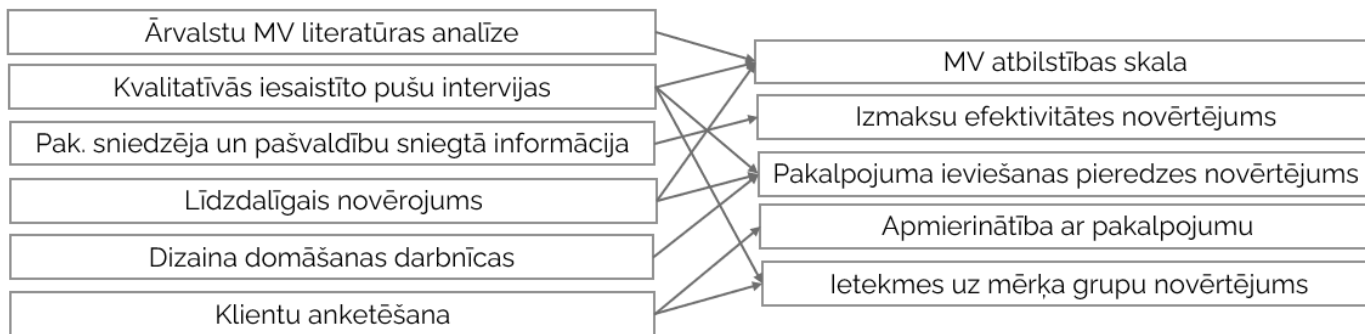 Ārvalstu MV literatūras analīze
Kvalitatīvās iesaistīto pušu intervijas
Pak. sniedzēja un pašvaldību sniegtā informācija
Līdzdalīgais novērojums
Dizaina domāšanas darbnīcas
Klientu anketēšana
MV atbilstības skala
Izmaksu efektivitātes novērtējums
Pakalpojuma ieviešanas pieredzes novērtējums
Apmierinātība ar pakalpojumu
Ietekmes uz mērķa grupu novērtējums